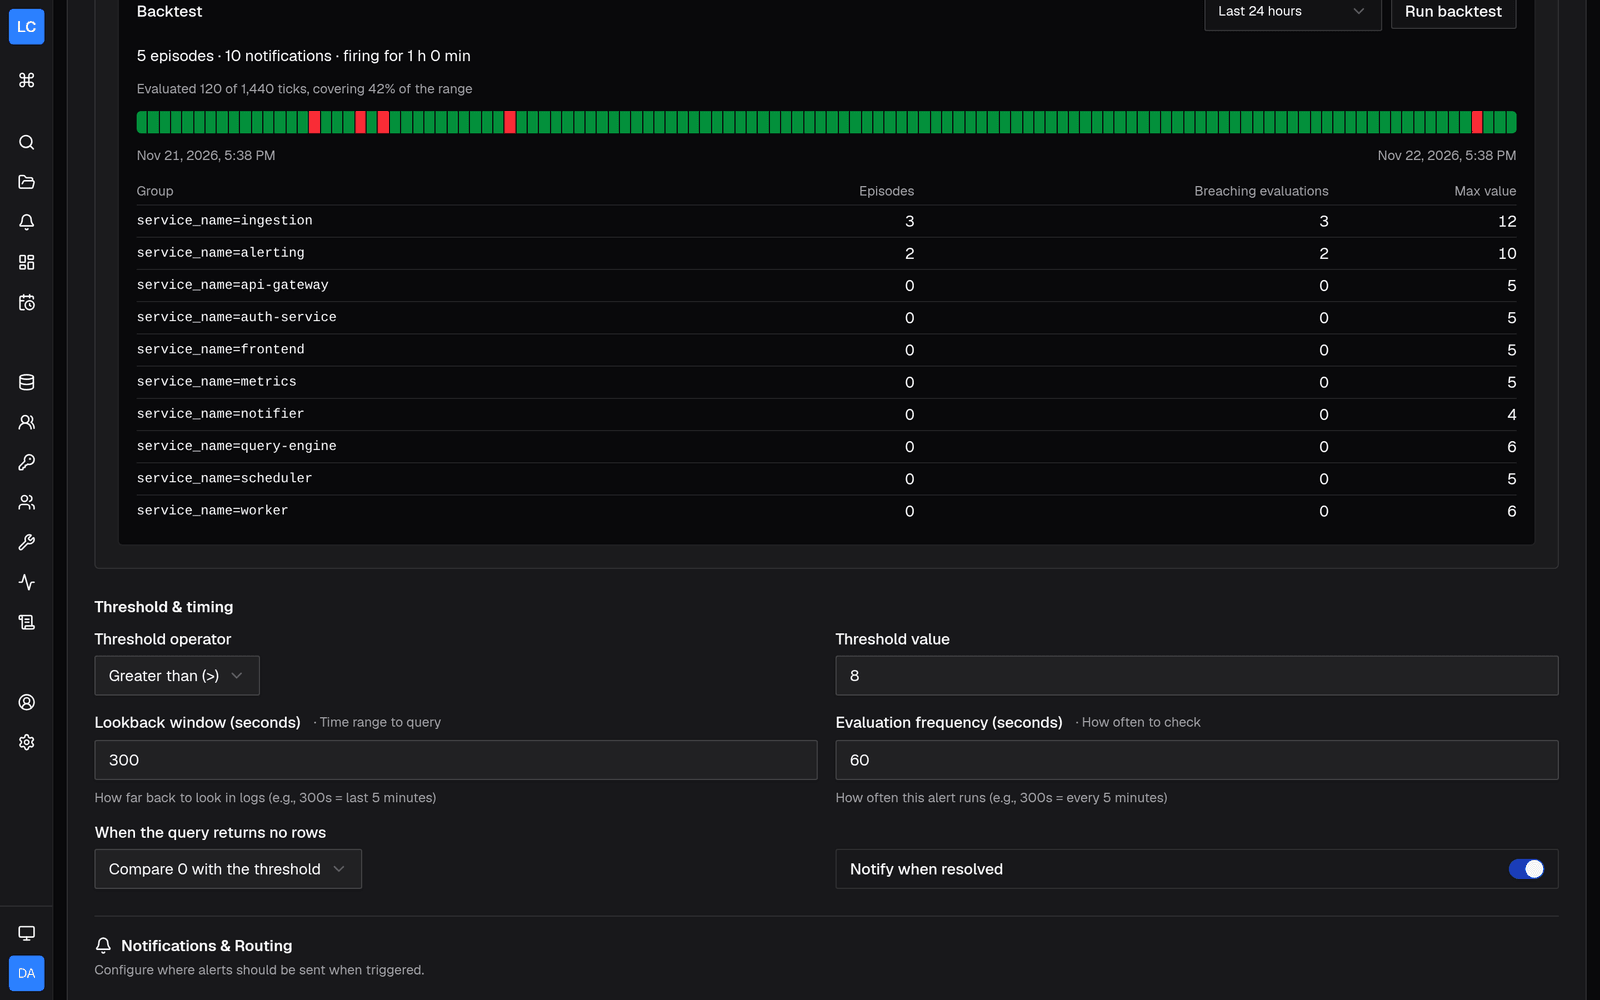 LC
Backtest
Last 24 hours
Run backtest
5 episodes · 10 notifications · firing for 1 h 0 min
Evaluated 120 of 1,440 ticks, covering 42% of the range
Nov 21, 2026, 5:38 PM
Nov 22, 2026, 5:38 PM
Group Episodes Breaching evaluations Max value
service_name=ingestion 3 3 12
service_name=alerting 2 2 10
service_name=api-gateway 0 0 5
service_name=auth-service 0 0 5
service_name=frontend 0 0 5
service_name=metrics 0 0 5
service_name=notifier 0 0 4
service_name=query-engine 0 0 6
service_name=scheduler 0 0 5
service_name=worker 0 0 6
Threshold & timing
Threshold operator
Greater than (>)
Threshold value
8
Lookback window (seconds) · Time range to query
300
How far back to look in logs (e.g., 300s = last 5 minutes)
Evaluation frequency (seconds) · How often to check
60
How often this alert runs (e.g., 300s = every 5 minutes)
When the query returns no rows
Compare 0 with the threshold
Notify when resolved
Notifications & Routing
Configure where alerts should be sent when triggered.
DA